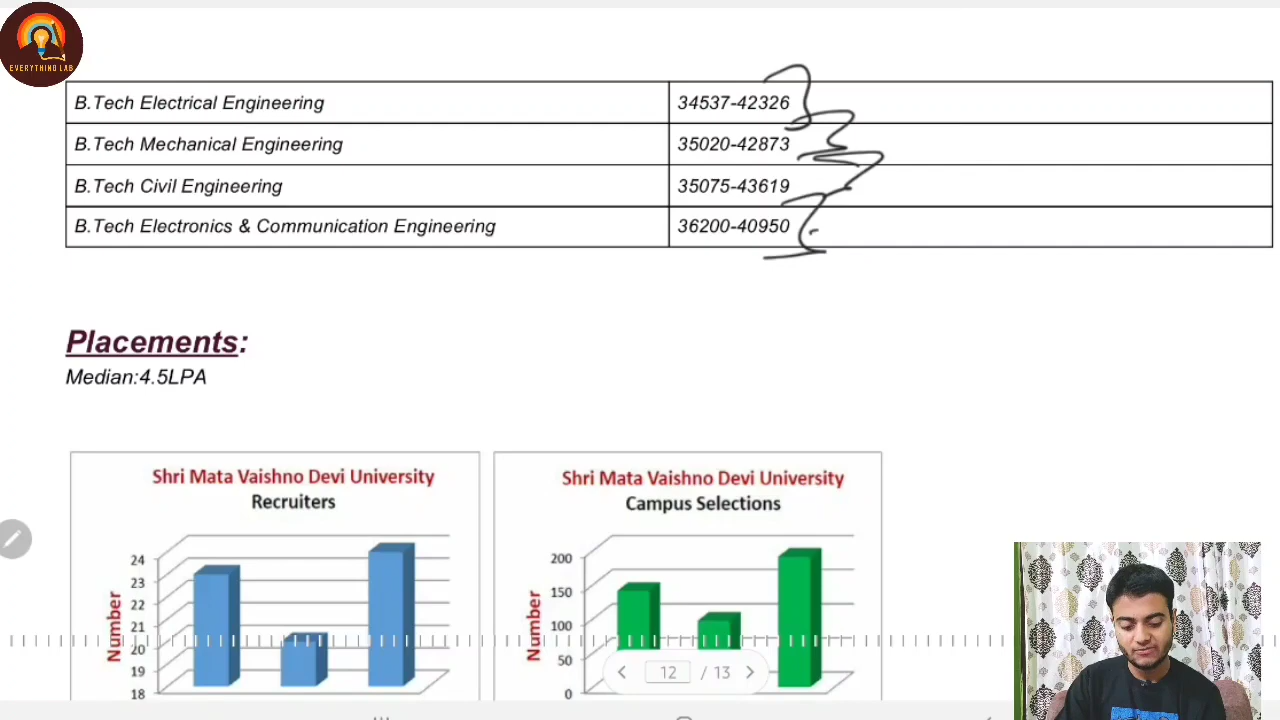 EVERYTHING LAB
B.Tech Electrical Engineering 34537-42326
B.Tech Mechanical Engineering 35020-42873
B.Tech Civil Engineering 35075-43619
B.Tech Electronics & Communication Engineering 36200-40950
Placements:
Median:4.5LPA
Shri Mata Vaishno Devi University
Recruiters
Number
24
23
22
21
20
19
18
Shri Mata Vaishno Devi University
Campus Selections
Number
200
150
100
50
0
12 / 13